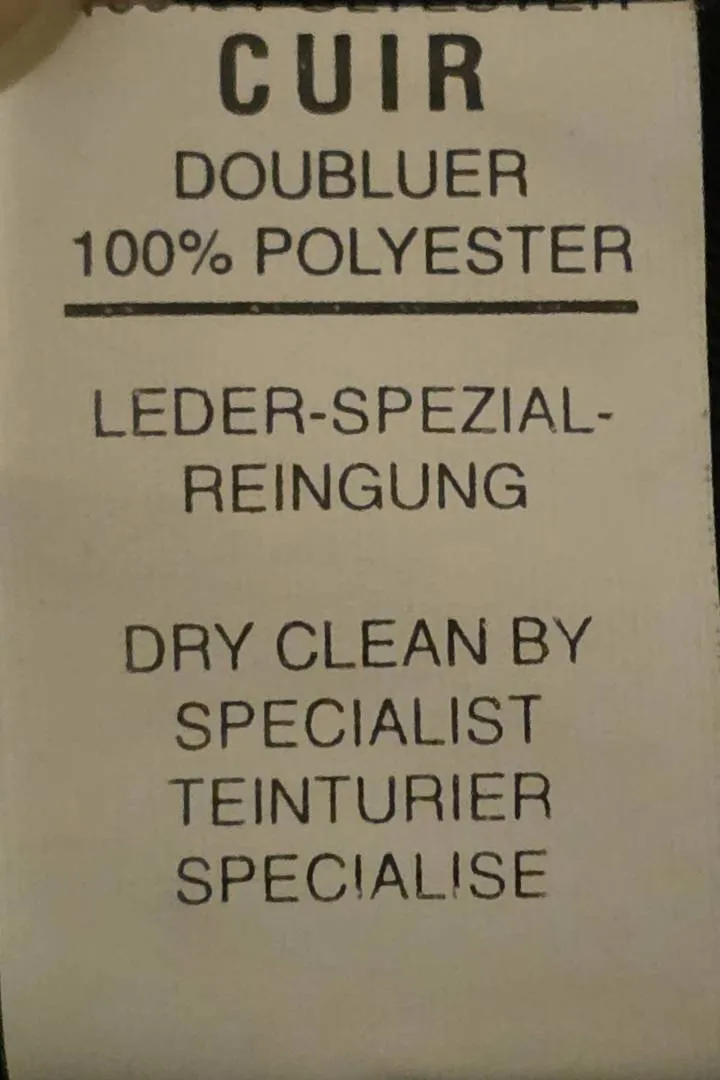 CUIR
DOUBLUER
100% POLYESTER
LEDER-SPEZIAL-
REINGUNG
DRY CLEAN BY
SPECIALIST
TEINTURIER
SPECIALISE